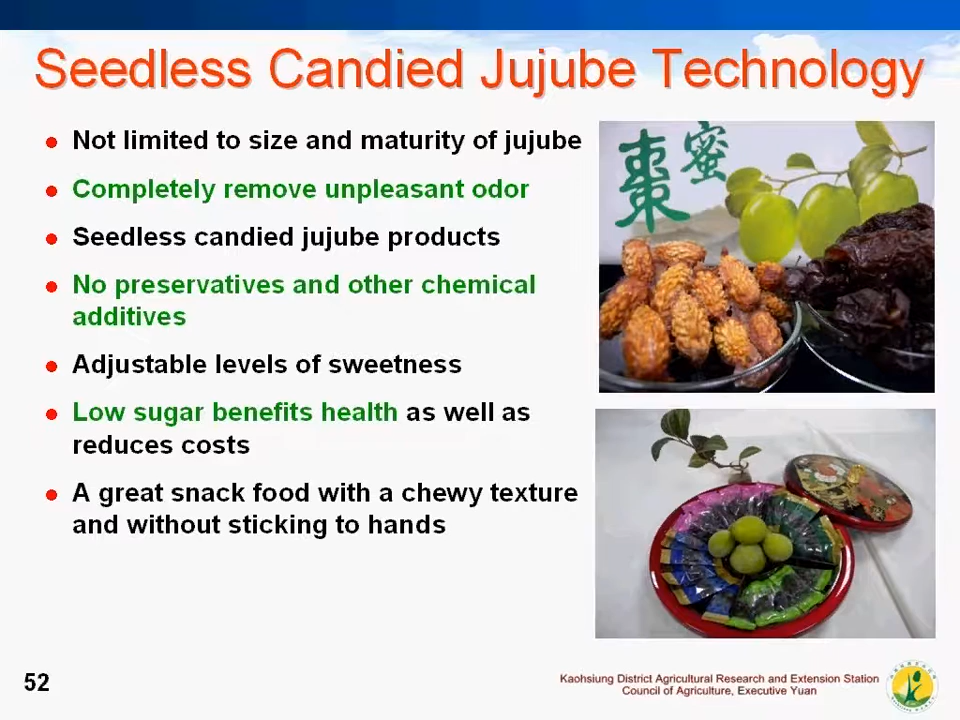 Seedless Candied Jujube Technology
Not limited to size and maturity of jujube
Completely remove unpleasant odor
Seedless candied jujube products
No preservatives and other chemical
additives
Adjustable levels of sweetness
Low sugar benefits health as well as
reduces costs
A great snack food with a chewy texture
and without sticking to hands
蜜棗
52
Kaohsiung District Agricultural Research and Extension Station
Council of Agriculture, Executive Yuan